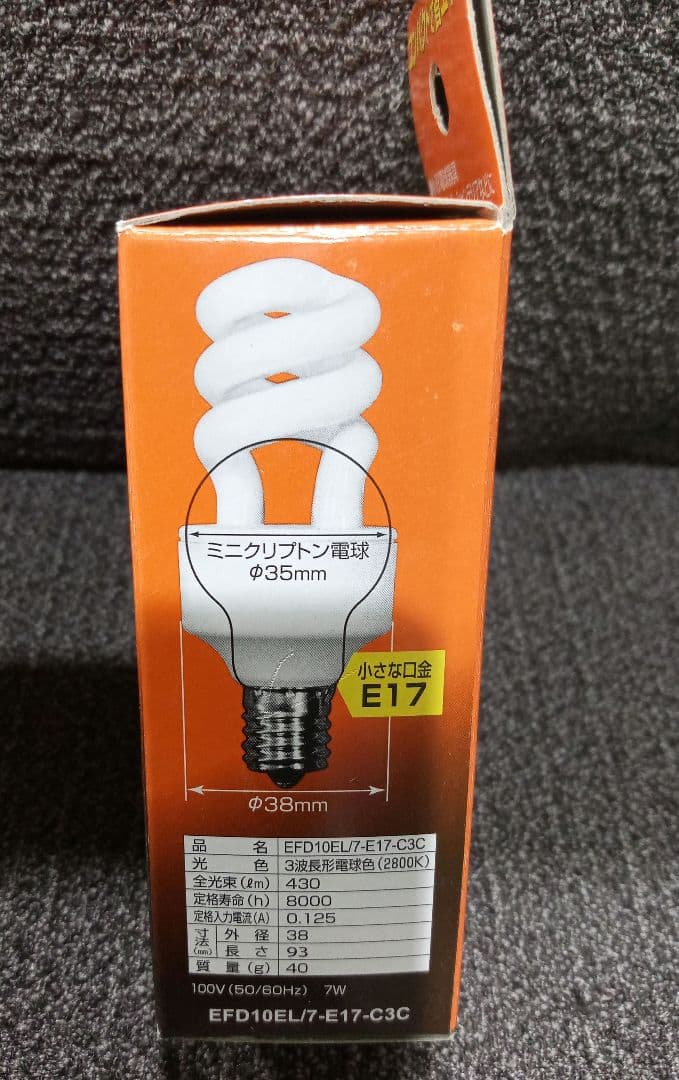 ミニクリプトン電球
φ35mm
小さな口金
E17
φ38mm
品 名 EFD10EL/7-E17-C3C
光 色 3波長形電球色(2800K)
全光束(ℓm) 430
定格寿命(h) 8000
定格入力電流(A) 0.125
寸法(mm) 外 径 38
長 さ 93
質 量(g) 40
100V(50/60Hz) 7W
EFD10EL/7-E17-C3C